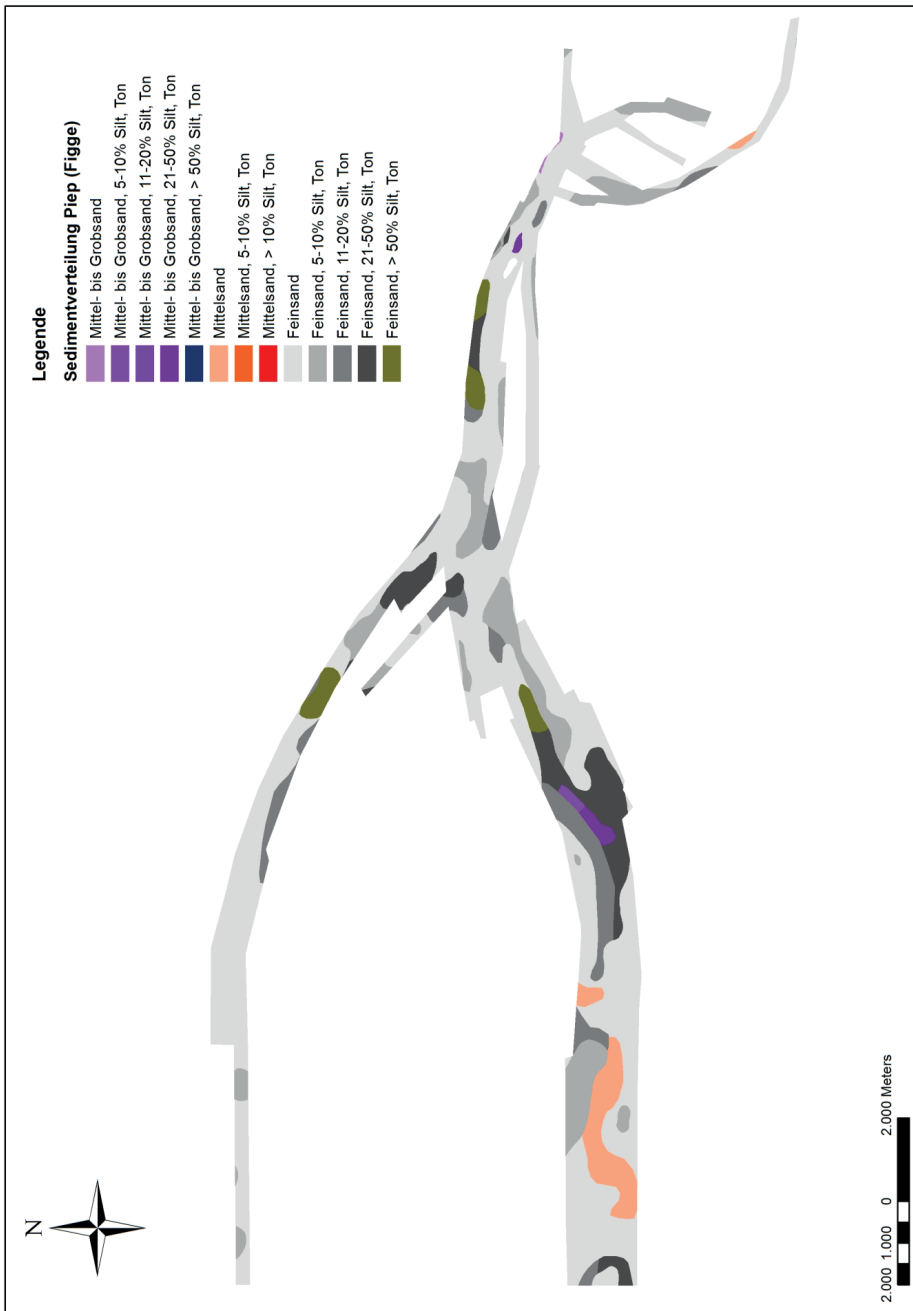 Legende
Sedimentverteilung Piep (Figge)
Mittel- bis Grobsand
Mittel- bis Grobsand, 5-10% Silt, Ton
Mittel- bis Grobsand, 11-20% Silt, Ton
Mittel- bis Grobsand, 21-50% Silt, Ton
Mittel- bis Grobsand, > 50% Silt, Ton
Mittelsand
Mittelsand, 5-10% Silt, Ton
Mittelsand, > 10% Silt, Ton
Feinsand
Feinsand, 5-10% Silt, Ton
Feinsand, 11-20% Silt, Ton
Feinsand, 21-50% Silt, Ton
Feinsand, > 50% Silt, Ton
N
2.000 1.000 0 2.000 Meters